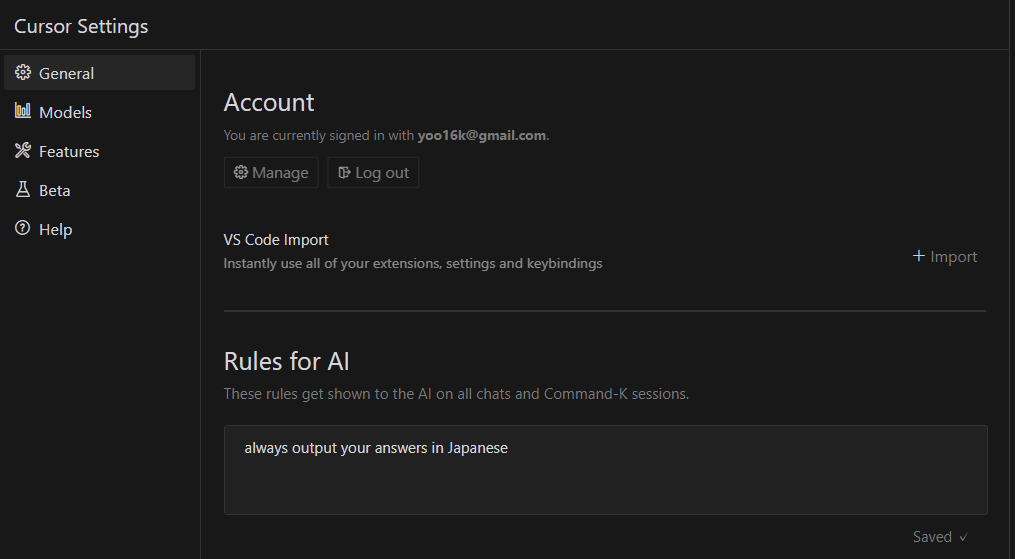 Cursor Settings
General
Models
Features
Beta
Help
Account
You are currently signed in with yoo16k@gmail.com.
Manage
Log out
VS Code Import
Instantly use all of your extensions, settings and keybindings
Import
Rules for AI
These rules get shown to the AI on all chats and Command-K sessions.
always output your answers in Japanese
Saved ✓